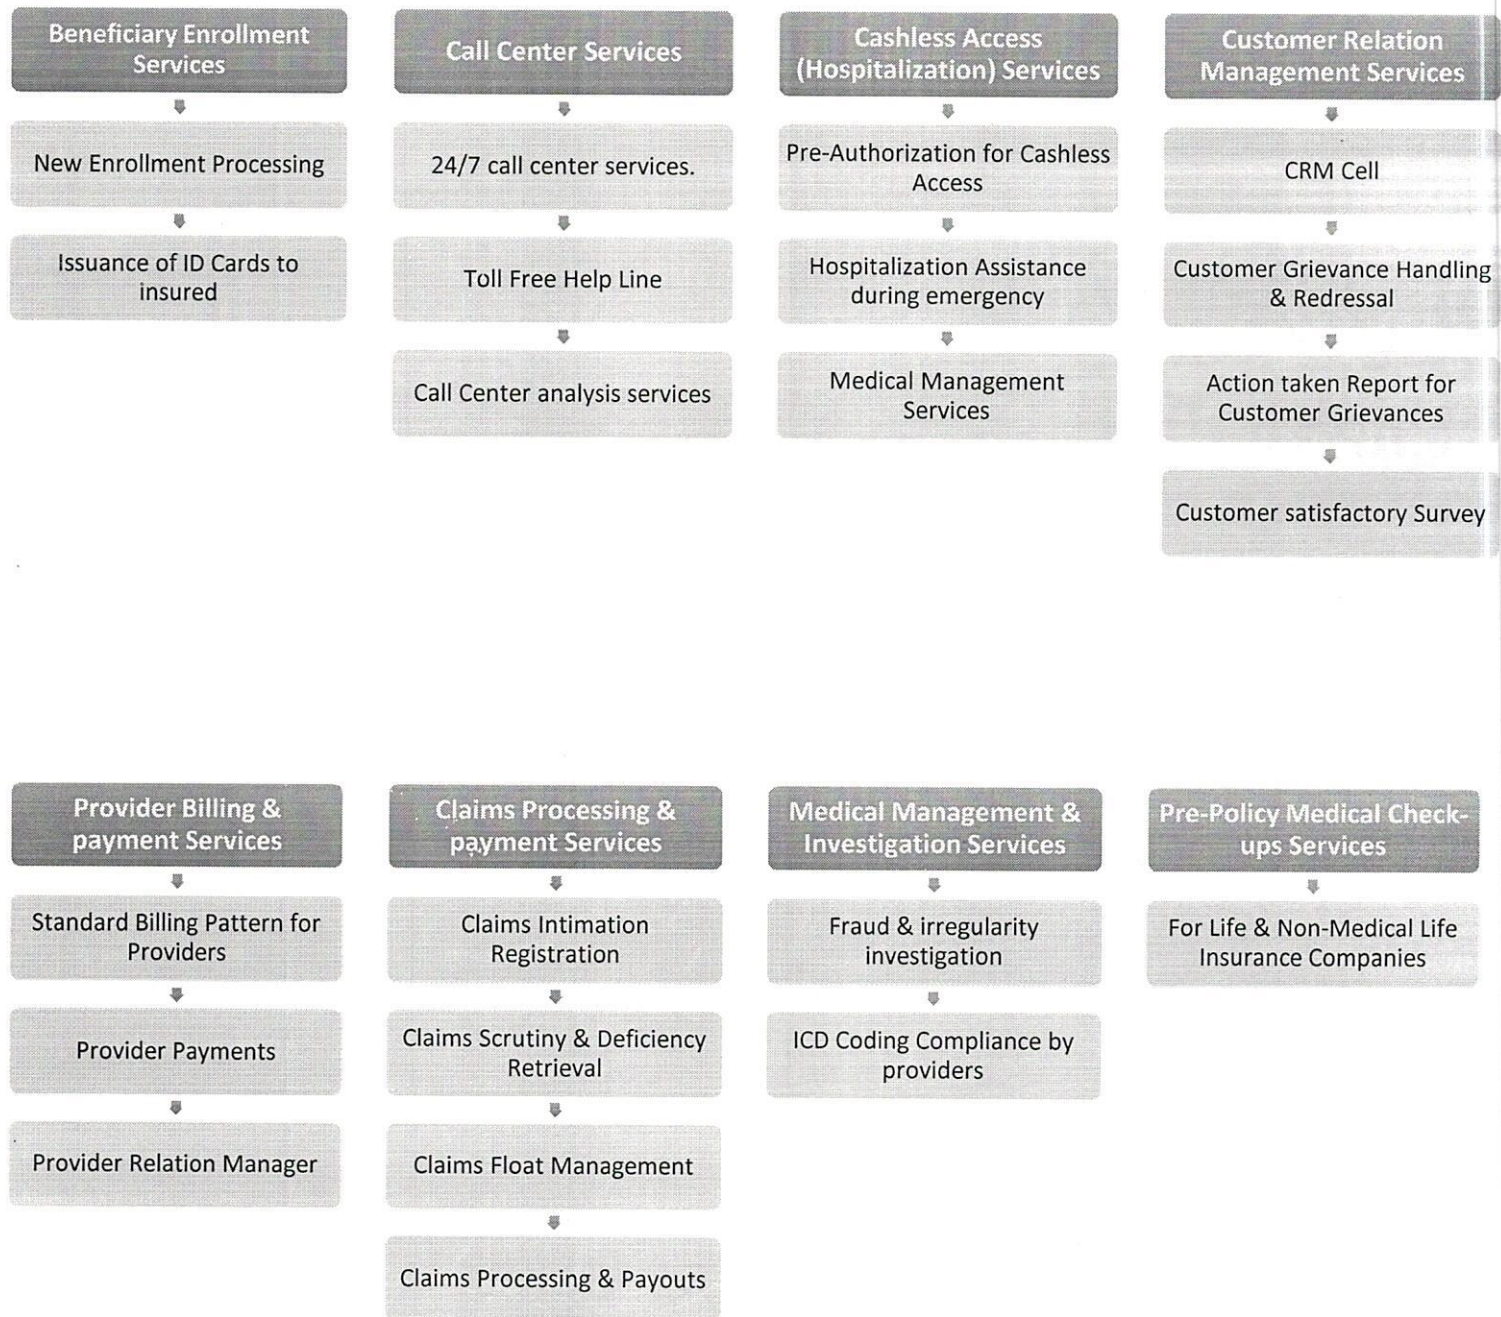 Beneficiary Enrollment
Services
New Enrollment Processing
Issuance of ID Cards to
insured
Call Center Services
24/7 call center services.
Toll Free Help Line
Call Center analysis services
Cashless Access
(Hospitalization) Services
Pre-Authorization for Cashless
Access
Hospitalization Assistance
during emergency
Medical Management
Services
Customer Relation
Management Services
CRM Cell
Customer Grievance Handling
& Redressal
Action taken Report for
Customer Grievances
Customer satisfactory Survey
Provider Billing &
payment Services
Standard Billing Pattern for
Providers
Provider Payments
Provider Relation Manager
Claims Processing &
payment Services
Claims Intimation
Registration
Claims Scrutiny & Deficiency
Retrieval
Claims Float Management
Claims Processing & Payouts
Medical Management &
Investigation Services
Fraud & irregularity
investigation
ICD Coding Compliance by
providers
Pre-Policy Medical Check-
ups Services
For Life & Non-Medical Life
Insurance Companies